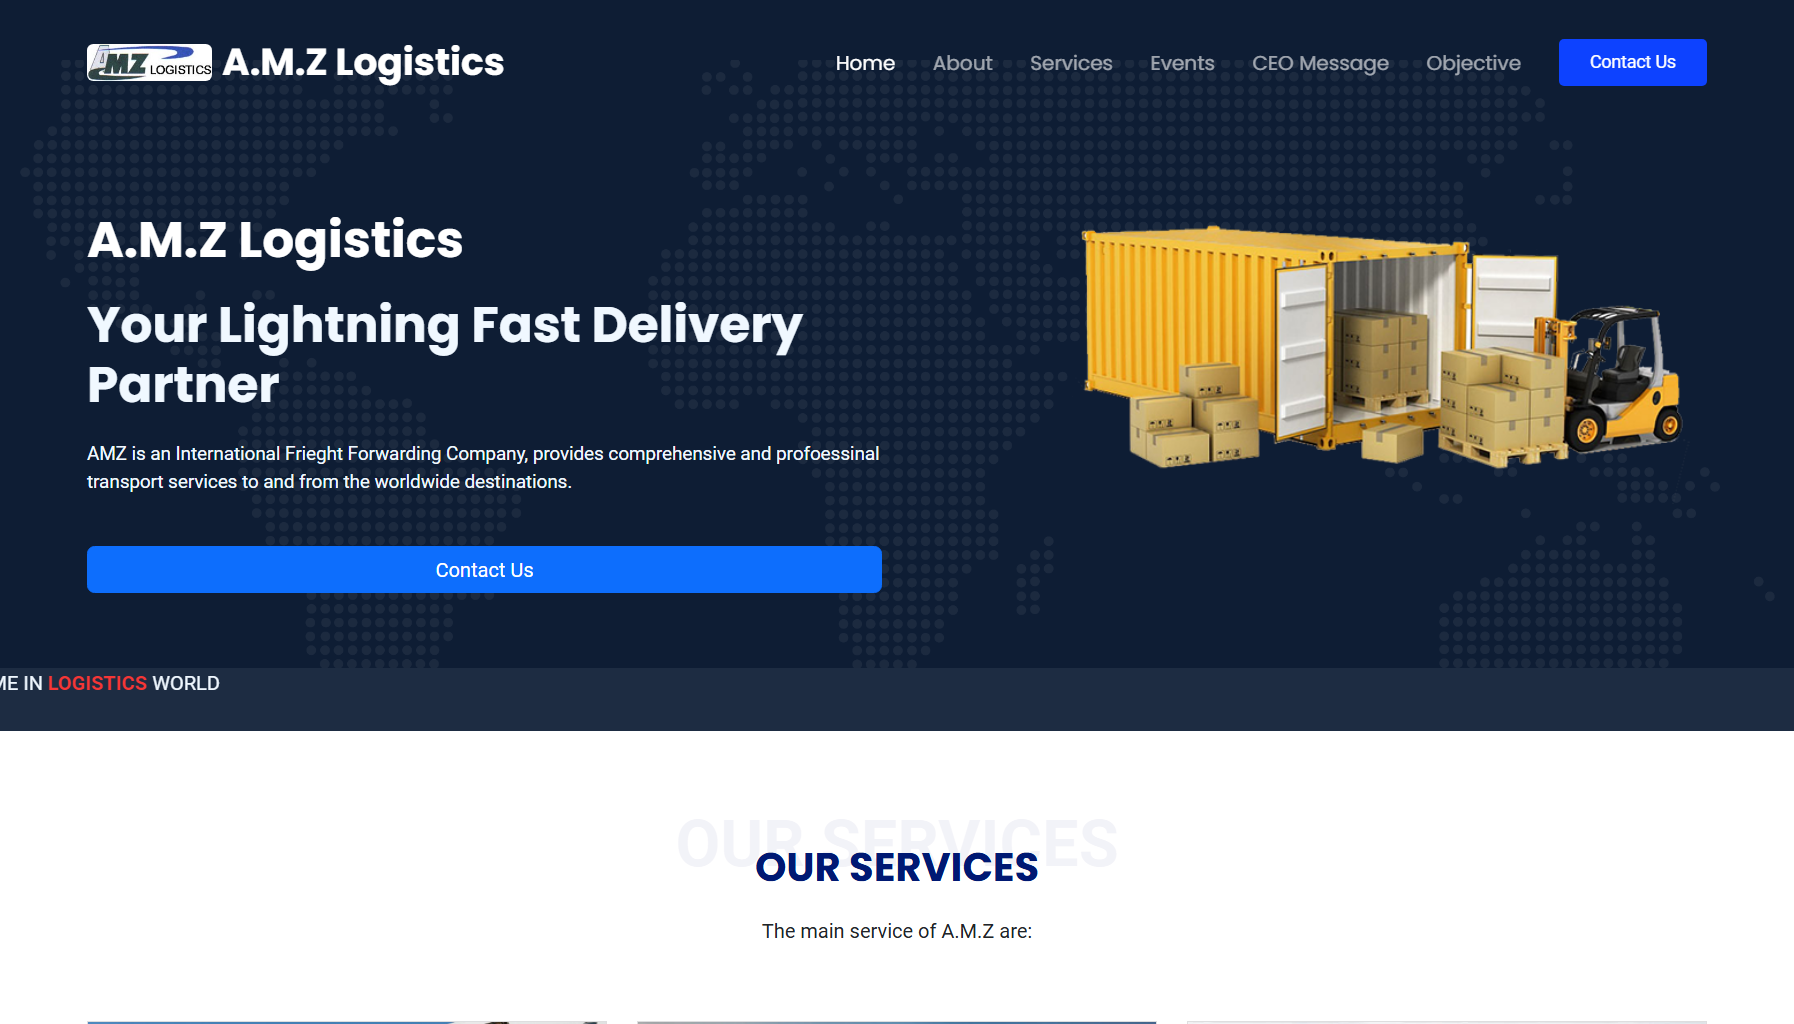 AMZ LOGISTICS A.M.Z Logistics
Home About Services Events CEO Message Objective Contact Us
A.M.Z Logistics
Your Lightning Fast Delivery
Partner
AMZ is an International Frieght Forwarding Company, provides comprehensive and profoessinal
transport services to and from the worldwide destinations.
Contact Us
ME IN LOGISTICS WORLD
OUR SERVICES
OUR SERVICES
The main service of A.M.Z are: